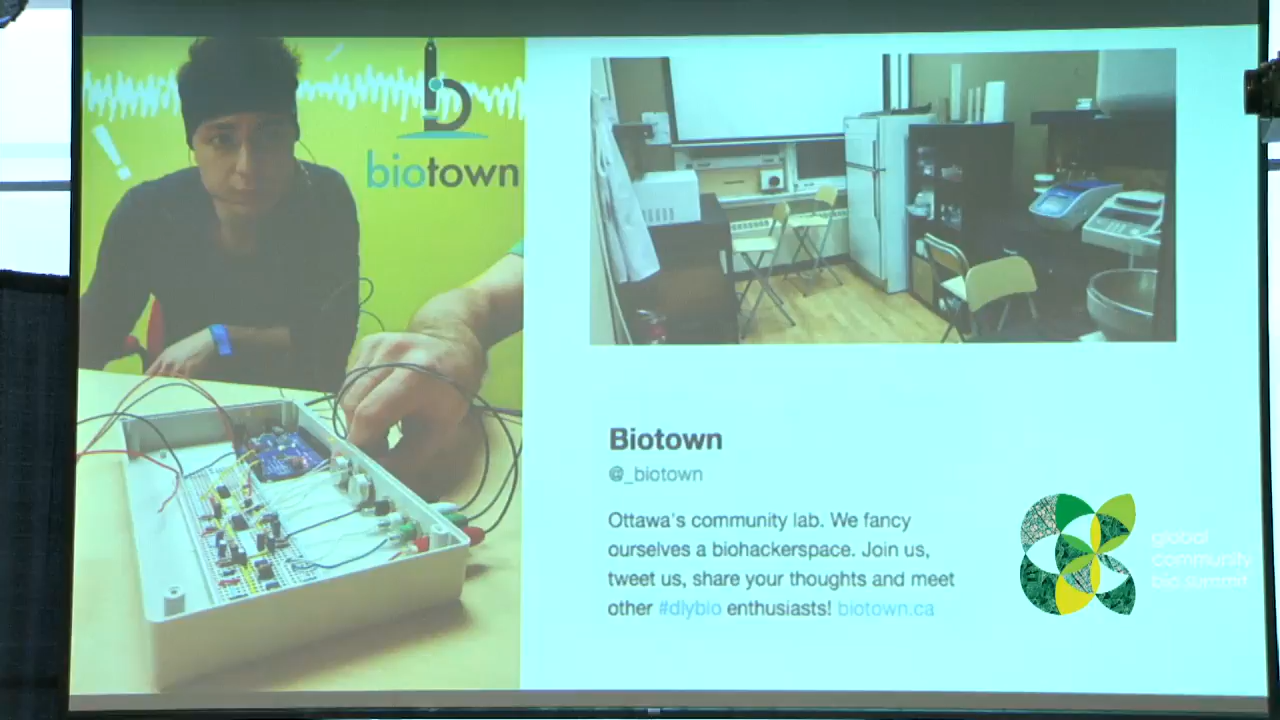 biotown
Biotown
@_biotown
Ottawa's community lab. We fancy
ourselves a biohackerspace. Join us,
tweet us, share your thoughts and meet
other #diybio enthusiasts! biotown.ca
global
community
bio summit